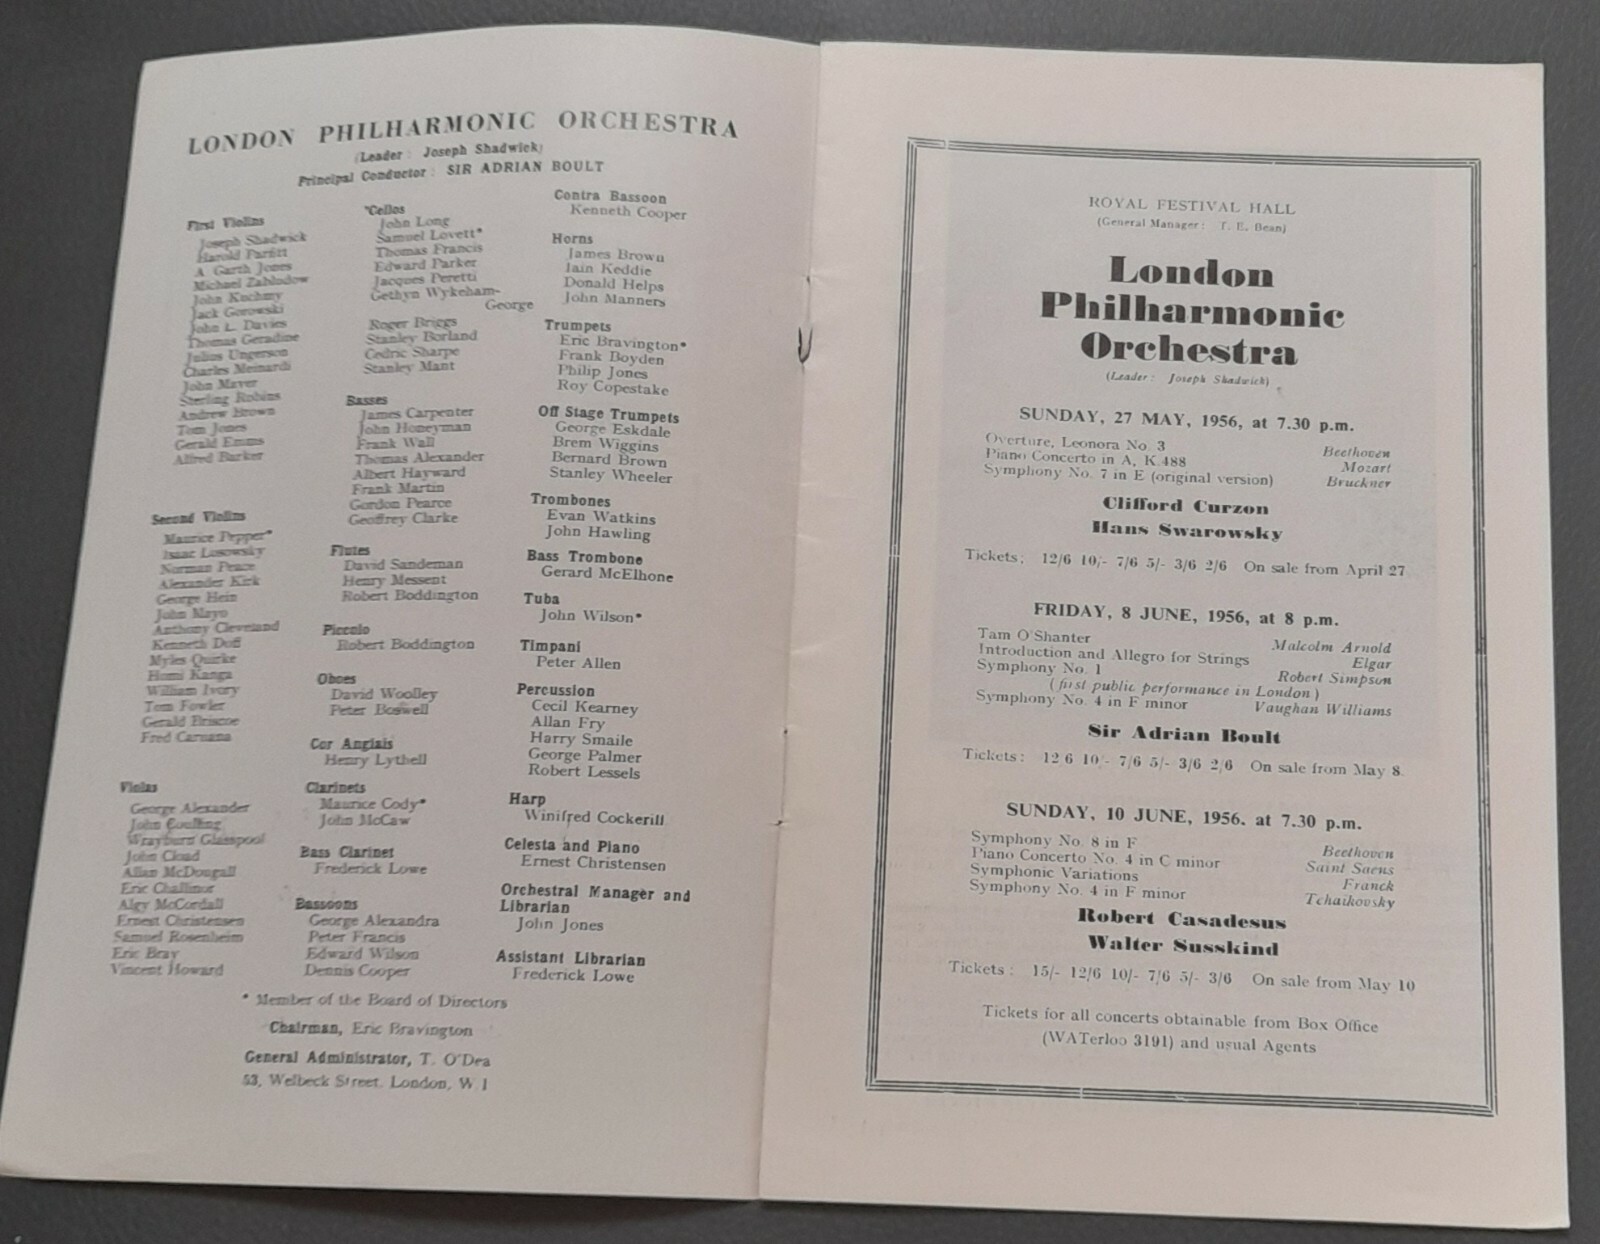 LONDON PHILHARMONIC ORCHESTRA
(Leader: Joseph Shadwick)
Principal Conductor: SIR ADRIAN BOULT
First Violins
Joseph Shadwick
Harold Parfitt
A Garth Jones
Michael Zablodow
John Kuchmy
Jack Gorowski
John L. Davies
Thomas Geradine
Julius Ungerson
Charles Meinardi
John Mayer
Sterling Robins
Andrew Brown
Tom Jones
Gerald Emms
Alfred Barker
Second Violins
Maurice Pepper*
Isaac Losowsky
Norman Peace
Alexander Kirk
George Hein
John Mayo
Anthony Cleveland
Kenneth Duff
Myles Quirke
Homi Kanga
William Ivory
Tom Fowler
Gerald Briscoe
Fred Caruana
Violas
George Alexander
John Coulling
Wrayburn Glasspool
John Cload
Allan McDougall
Eric Challinor
Algy McCordall
Ernest Christensen
Samuel Rosenheim
Eric Bray
Vincent Howard
*Cellos
John Long
Samuel Lovett*
Thomas Francis
Edward Parker
Jacques Peretti
Gethyn Wykeham-
George
Roger Briggs
Stanley Borland
Cedric Sharpe
Stanley Mant
Basses
James Carpenter
John Honeyman
Frank Wall
Thomas Alexander
Albert Hayward
Frank Martin
Gordon Pearce
Geoffrey Clarke
Flutes
David Sandeman
Henry Messent
Robert Boddington
Piccolo
Robert Boddington
Oboes
David Woolley
Peter Boswell
Cor Anglais
Henry Lythell
Clarinets
Maurice Cody*
John McCaw
Bass Clarinet
Frederick Lowe
Bassoons
George Alexandra
Peter Francis
Edward Wilson
Dennis Cooper
Contra Bassoon
Kenneth Cooper
Horns
James Brown
Iain Keddie
Donald Helps
John Manners
Trumpets
Eric Bravington*
Frank Boyden
Philip Jones
Roy Copestake
Off Stage Trumpets
George Eskdale
Brem Wiggins
Bernard Brown
Stanley Wheeler
Trombones
Evan Watkins
John Hawling
Bass Trombone
Gerard McElhone
Tuba
John Wilson*
Timpani
Peter Allen
Percussion
Cecil Kearney
Allan Fry
Harry Smaile
George Palmer
Robert Lessels
Harp
Winifred Cockerill
Celesta and Piano
Ernest Christensen
Orchestral Manager and
Librarian
John Jones
Assistant Librarian
Frederick Lowe
* Member of the Board of Directors
Chairman, Eric Bravington
General Administrator, T. O'Dea
53, Welbeck Street, London, W.1
ROYAL FESTIVAL HALL
(General Manager: T. E. Bean)
London
Philharmonic
Orchestra
(Leader: Joseph Shadwick)
SUNDAY, 27 MAY, 1956, at 7.30 p.m.
Overture, Leonora No. 3 Beethoven
Piano Concerto in A, K.488 Mozart
Symphony No. 7 in E (original version) Bruckner
Clifford Curzon
Hans Swarowsky
Tickets: 12/6 10/- 7/6 5/- 3/6 2/6 On sale from April 27
FRIDAY, 8 JUNE, 1956, at 8 p.m.
Tam O'Shanter Malcolm Arnold
Introduction and Allegro for Strings Elgar
Symphony No. 1 Robert Simpson
(first public performance in London)
Symphony No. 4 in F minor Vaughan Williams
Sir Adrian Boult
Tickets: 12 6 10/- 7/6 5/- 3/6 2/6 On sale from May 8.
SUNDAY, 10 JUNE, 1956. at 7.30 p.m.
Symphony No. 8 in F Beethoven
Piano Concerto No. 4 in C minor Saint Saens
Symphonic Variations Franck
Symphony No. 4 in F minor Tchaikovsky
Robert Casadesus
Walter Susskind
Tickets: 15/- 12/6 10/- 7/6 5/- 3/6 On sale from May 10
Tickets for all concerts obtainable from Box Office
(WATerloo 3191) and usual Agents